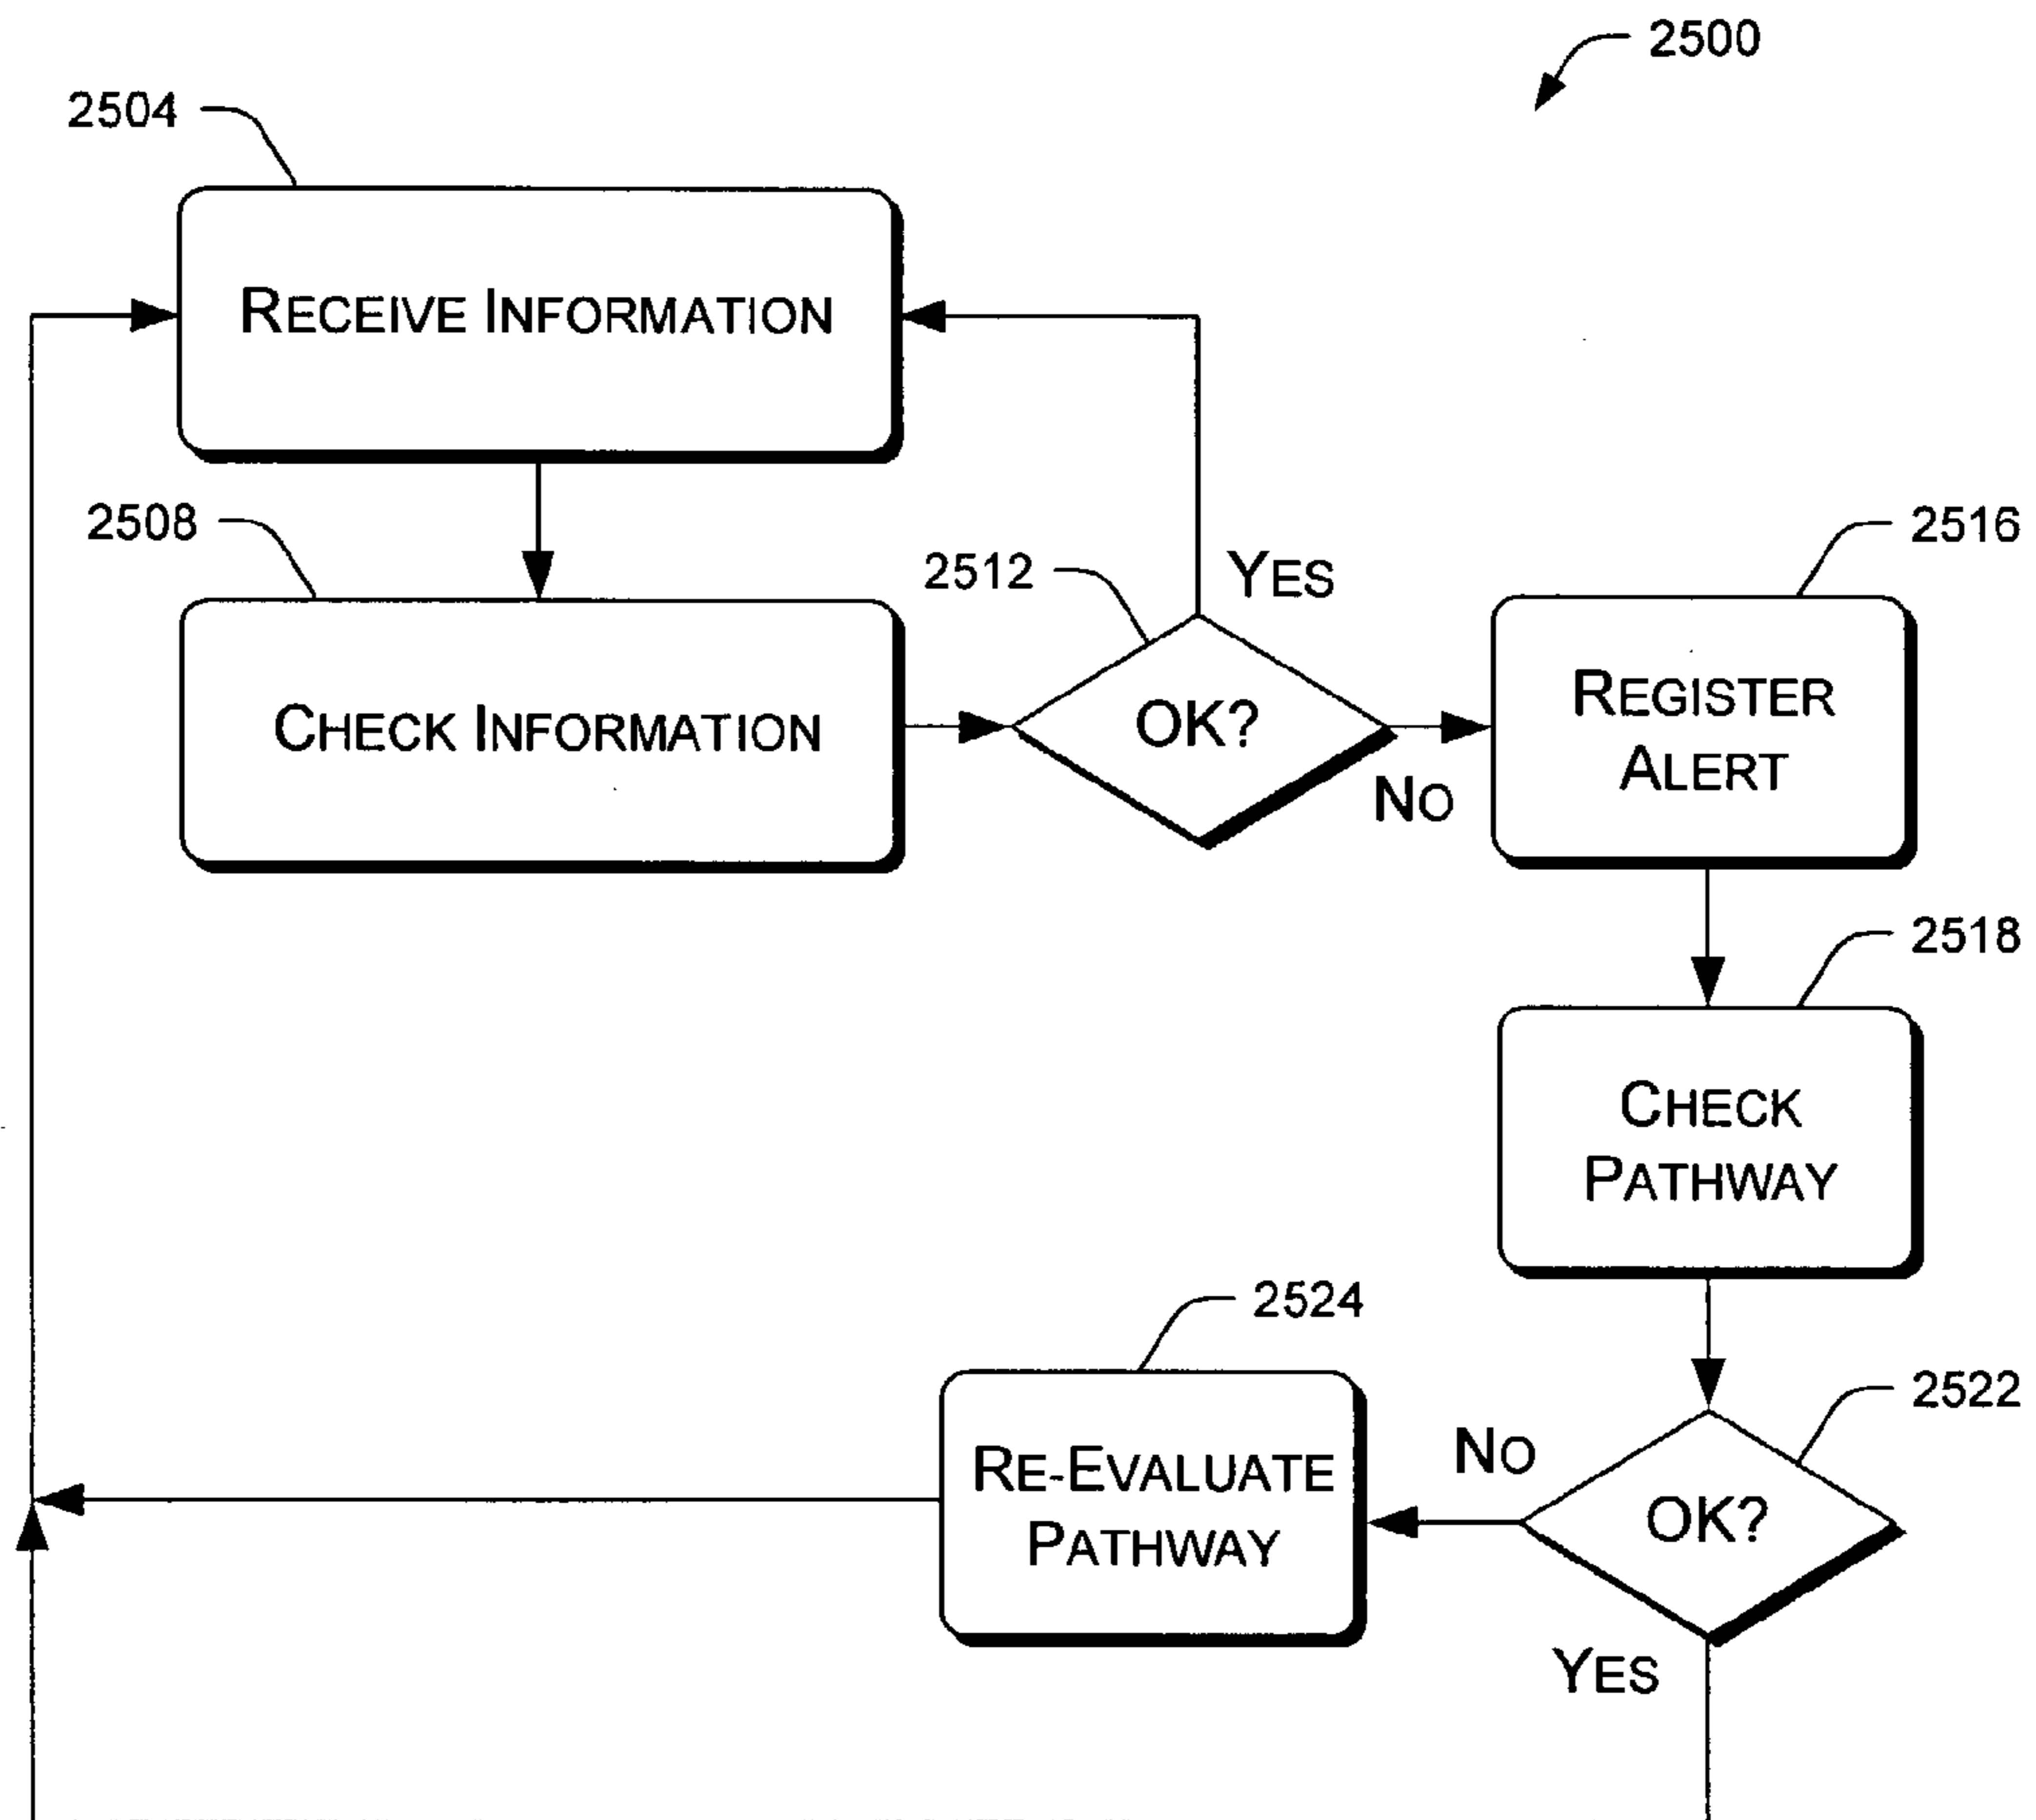 2500
2504
RECEIVE INFORMATION
2508
2512
YES
2516
CHECK INFORMATION
OK?
NO
REGISTER
ALERT
2518
CHECK
PATHWAY
2524
2522
RE-EVALUATE
PATHWAY
NO
OK?
YES